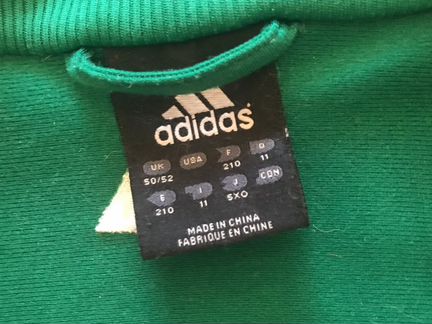 adidas®
UK USA F D
50/52 210 11
E I J CDN
210 11 5XO
MADE IN CHINA
FABRIQUE EN CHINE